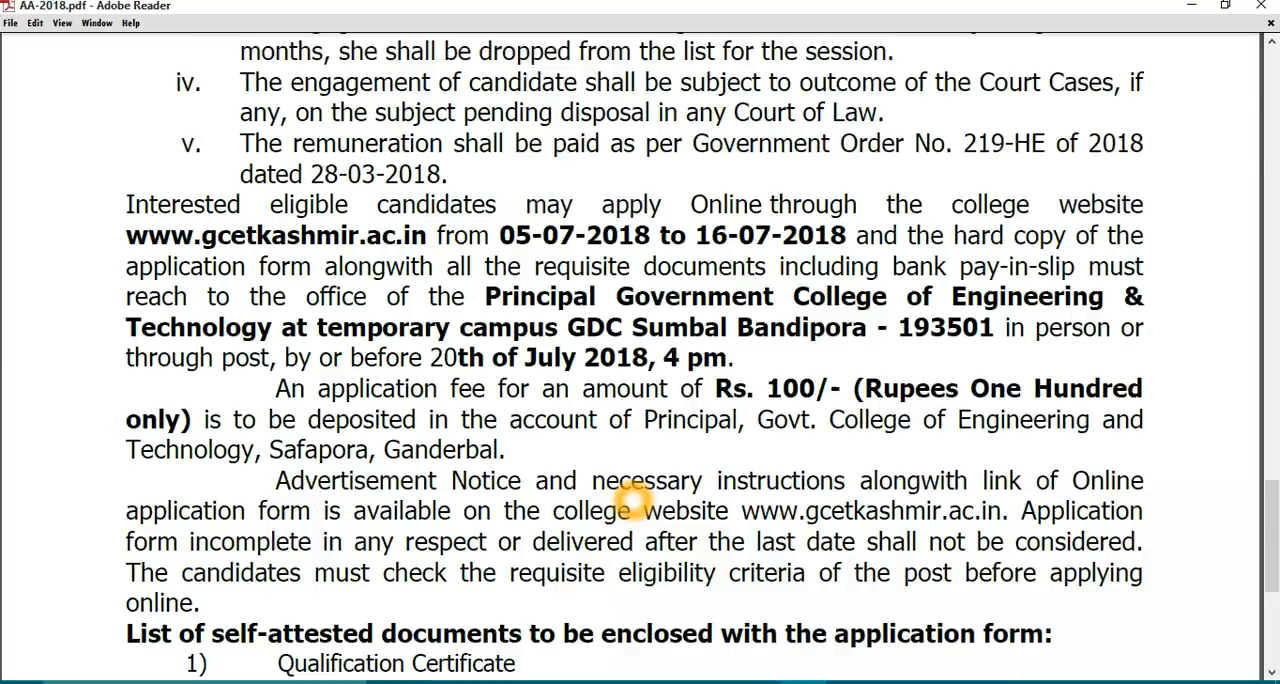 AA-2018.pdf - Adobe Reader
File Edit View Window Help
months, she shall be dropped from the list for the session.
iv. The engagement of candidate shall be subject to outcome of the Court Cases, if
any, on the subject pending disposal in any Court of Law.
v. The remuneration shall be paid as per Government Order No. 219-HE of 2018
dated 28-03-2018.
Interested eligible candidates may apply Online through the college website
www.gcetkashmir.ac.in from 05-07-2018 to 16-07-2018 and the hard copy of the
application form alongwith all the requisite documents including bank pay-in-slip must
reach to the office of the Principal Government College of Engineering &
Technology at temporary campus GDC Sumbal Bandipora - 193501 in person or
through post, by or before 20th of July 2018, 4 pm.
An application fee for an amount of Rs. 100/- (Rupees One Hundred
only) is to be deposited in the account of Principal, Govt. College of Engineering and
Technology, Safapora, Ganderbal.
Advertisement Notice and necessary instructions alongwith link of Online
application form is available on the college website www.gcetkashmir.ac.in. Application
form incomplete in any respect or delivered after the last date shall not be considered.
The candidates must check the requisite eligibility criteria of the post before applying
online.
List of self-attested documents to be enclosed with the application form:
1) Qualification Certificate